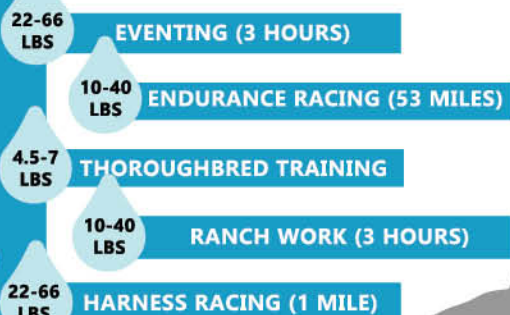 22-66
LBS
EVENTING (3 HOURS)
10-40
LBS
ENDURANCE RACING (53 MILES)
4.5-7
LBS
THOROUGHBRED TRAINING
10-40
LBS
RANCH WORK (3 HOURS)
22-66
LBS
HARNESS RACING (1 MILE)